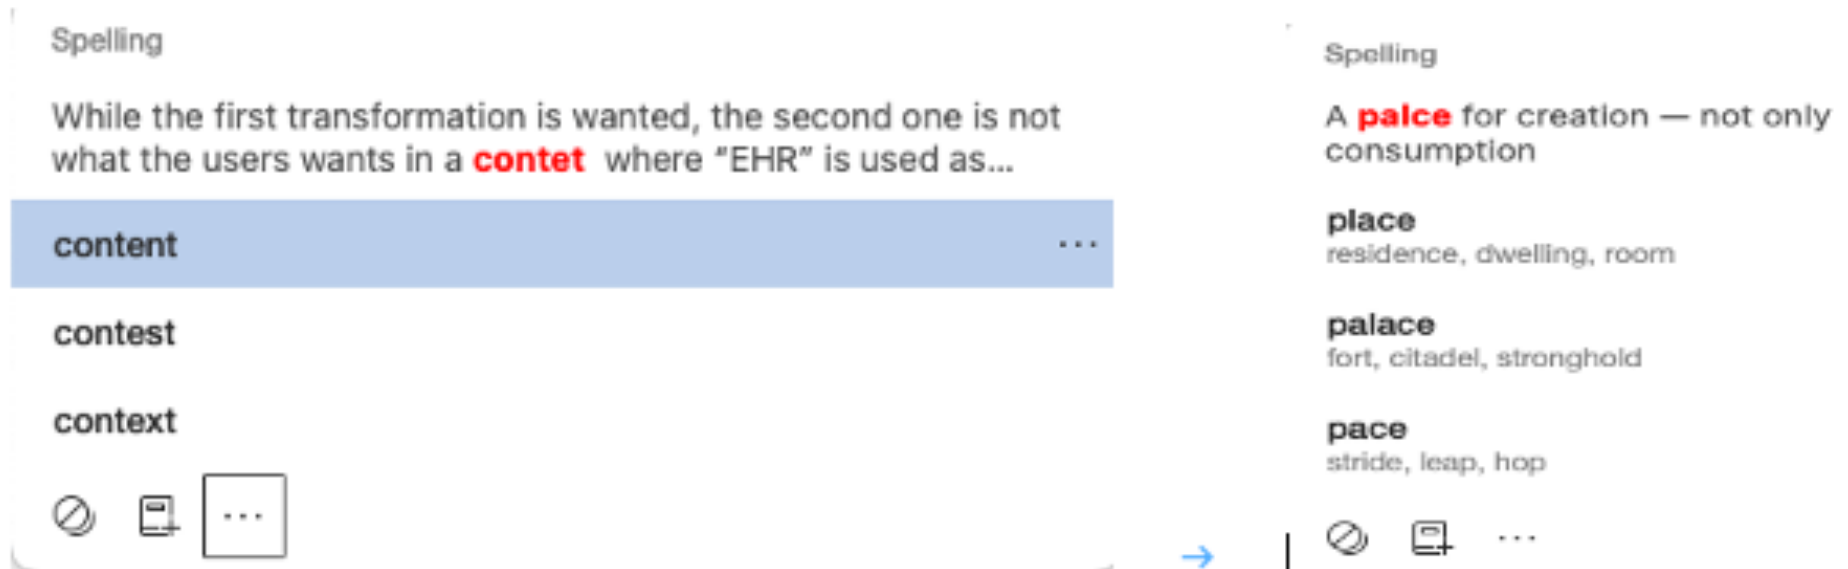 Spelling
While the first transformation is wanted, the second one is not
what the users wants in a contet where “EHR” is used as...
content
contest
context
Spelling
A palce for creation — not only
consumption
place
residence, dwelling, room
palace
fort, citadel, stronghold
pace
stride, leap, hop